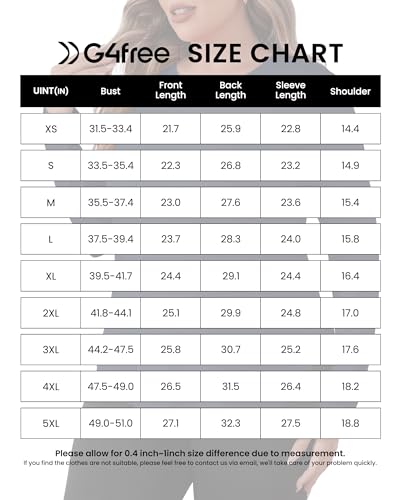 G4free SIZE CHART
UINT(IN) Bust Front Length Back Length Sleeve Length Shoulder
XS 31.5-33.4 21.7 25.9 22.8 14.4
S 33.5-35.4 22.3 26.8 23.2 14.9
M 35.5-37.4 23.0 27.6 23.6 15.4
L 37.5-39.4 23.7 28.3 24.0 15.8
XL 39.5-41.7 24.4 29.1 24.4 16.4
2XL 41.8-44.1 25.1 29.9 24.8 17.0
3XL 44.2-47.5 25.8 30.7 25.2 17.6
4XL 47.5-49.0 26.5 31.5 26.4 18.2
5XL 49.0-51.0 27.1 32.3 27.5 18.8
Please allow for 0.4 inch-1inch size difference due to measurement.
If you find the clothes are not suitable, please feel free to contact us via email, we'll take care of your problem quickly.